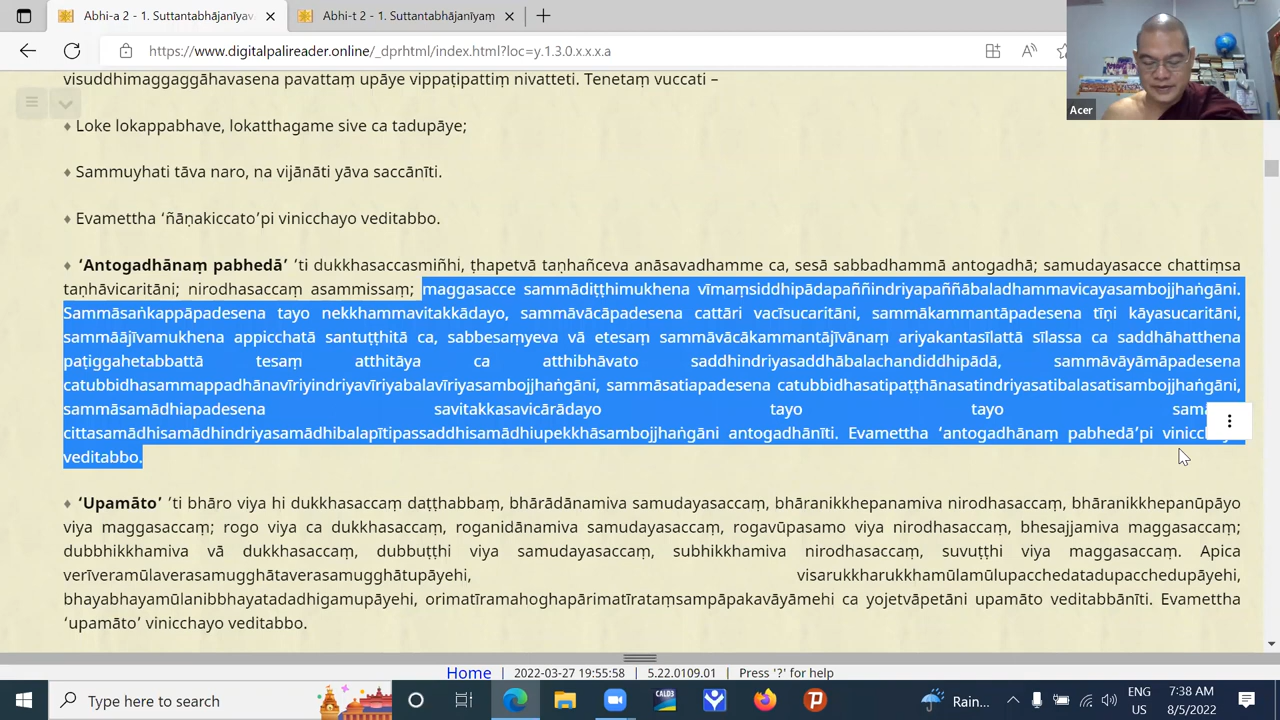 Abhi-a 2 - 1. Suttantabhājanīyav
Abhi-t 2 - 1. Suttantabhājanīyaṃ
https://www.digitalpalireader.online/_dprhtml/index.html?loc=y.1.3.0.x.x.x.a
Acer
visuddhimaggaggāhavasena pavattaṃ upāye vippaṭipattiṃ nivatteti. Tenetaṃ vuccati –
♦ Loke lokappabhave, lokatthagame sive ca tadupāye;
♦ Sammuyhati tāva naro, na vijānāti yāva saccānīti.
♦ Evamettha ‘ñāṇakiccato’pi vinicchayo veditabbo.
♦ ‘Antogadhānaṃ pabhedā’ ’ti dukkhasaccasmiñhi, ṭhapetvā taṇhañceva anāsavadhamme ca, sesā sabbadhammā antogadhā; samudayasacce chattiṃsa
taṇhāvicaritāni; nirodhasaccaṃ asammissaṃ; maggasacce sammādiṭṭhimukhena vīmaṃsiddhipādapaññindriyapaññābaladhammavicayasambojjhaṅgāni.
Sammāsaṅkappāpadesena tayo nekkhammavitakkādayo, sammāvācāpadesena cattāri vacīsucaritāni, sammākammantāpadesena tīṇi kāyasucaritāni,
sammāājīvamukhena appicchatā santuṭṭhitā ca, sabbesaṃyeva vā etesaṃ sammāvācākammantājīvānaṃ ariyakantasīlattā sīlassa ca saddhāhatthena
paṭiggahetabbattā tesaṃ atthitāya ca atthibhāvato saddhindriyasaddhābalachandiddhipādā, sammāvāyāmāpadesena
catubbidhasammappadhānavīriyindriyavīriyabalavīriyasambojjhaṅgāni, sammāsatiapadesena catubbidhasatipaṭṭhānasatindriyasatibalasatisambojjhaṅgāni,
sammāsamādhiapadesena savitakkasavicārādayo tayo tayo
cittasamādhisamādhindriyasamādhibalapītipassaddhisamādhiupekkhāsambojjhaṅgāni antogadhānīti. Evamettha ‘antogadhānaṃ pabhedā’pi
veditabbo.
♦ ‘Upamāto’ ’ti bhāro viya hi dukkhasaccaṃ daṭṭhabbaṃ, bhārādānamiva samudayasaccaṃ, bhāranikkhepanamiva nirodhasaccaṃ, bhāranikkhepanūpāyo
viya maggasaccaṃ; rogo viya ca dukkhasaccaṃ, roganidānamiva samudayasaccaṃ, rogavūpasamo viya nirodhasaccaṃ, bhesajjamiva maggasaccaṃ;
dubbhikkhamiva vā dukkhasaccaṃ, dubbuṭṭhi viya samudayasaccaṃ, subhikkhamiva nirodhasaccaṃ, suvuṭṭhi viya maggasaccaṃ. Apica
verīveramūlaverasamugghātaverasamugghātupāyehi, visarukkharukkhamūlamūlupacchedatadupacchedupāyehi,
bhayabhayamūlanibbhayatadadhigamupāyehi, orimatīramahoghapārimatīrataṃsampāpakavāyāmehi ca yojetvāpetāni upamāto veditabbānīti. Evamettha
‘upamāto’ vinicchayo veditabbo.
Home | 2022-03-27 19:55:58 | 5.22.0109.01 | Press '?' for help
Type here to search
CALD3
Rain...
ENG
US
7:38 AM
8/5/2022